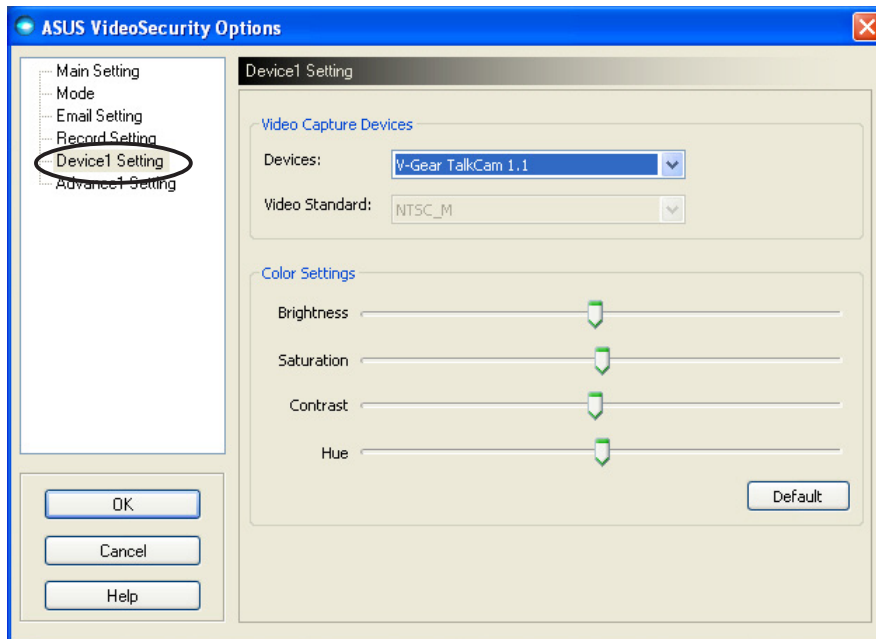 ASUS VideoSecurity Options
Main Setting
Mode
Email Setting
Record Setting
Device1 Setting
Advance1 Setting
OK
Cancel
Help
Device1 Setting
Video Capture Devices
Devices:
V-Gear TalkCam 1.1
Video Standard:
NTSC_M
Color Settings
Brightness
Saturation
Contrast
Hue
Default